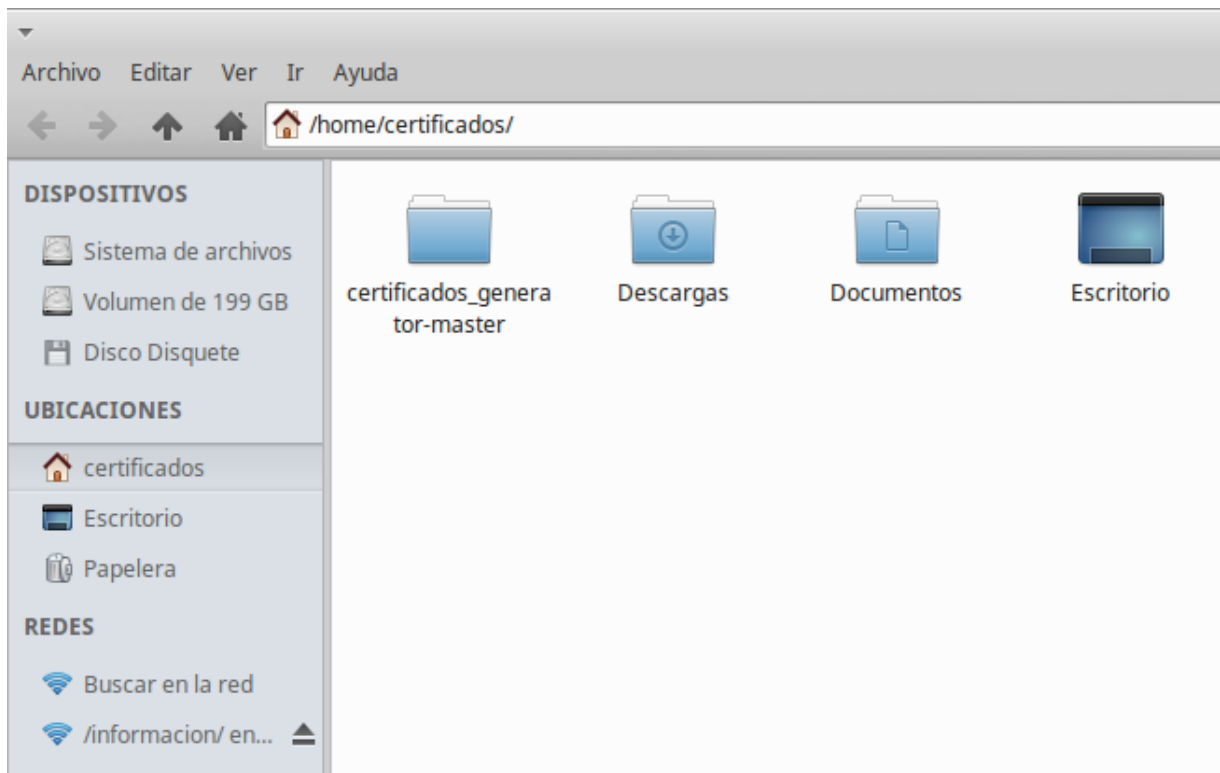 Archivo Editar Ver Ir Ayuda
/home/certificados/
DISPOSITIVOS
Sistema de archivos
Volumen de 199 GB
Disco Disquete
UBICACIONES
certificados
Escritorio
Papelera
REDES
Buscar en la red
/informacion/ en...
certificados_genera
tor-master
Descargas
Documentos
Escritorio